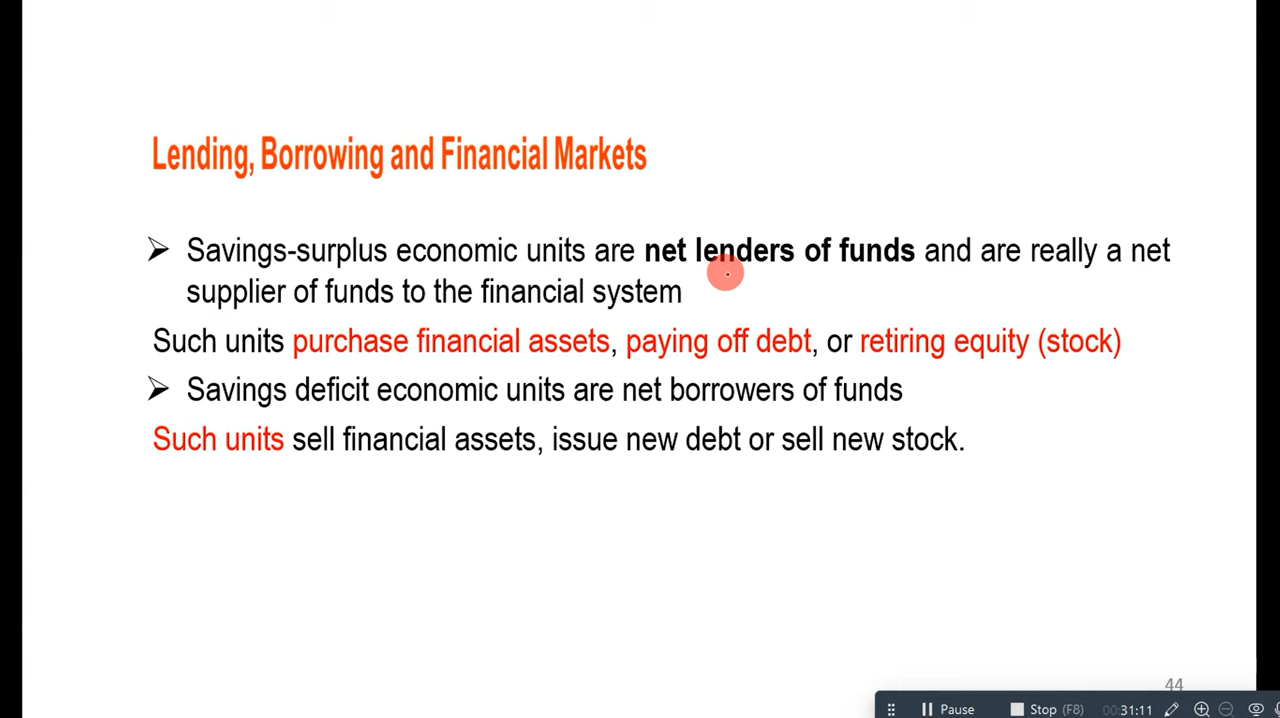 Lending, Borrowing and Financial Markets
Savings-surplus economic units are net lenders of funds and are really a net
supplier of funds to the financial system
Such units purchase financial assets, paying off debt, or retiring equity (stock)
Savings deficit economic units are net borrowers of funds
Such units sell financial assets, issue new debt or sell new stock.
44
Pause Stop (F8) 00:31:11